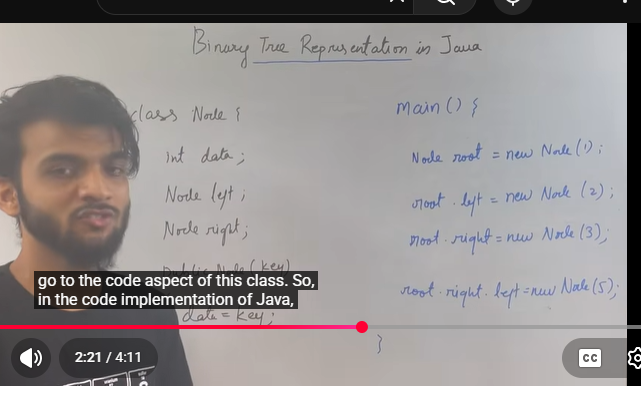 Binary Tree Representation in Java
class Node {
int data;
Node left;
Node right;
public Node(key)
data = key;
main() {
Node root = new Node(1);
root.left = new Node(2);
root.right = new Node(3);
root.right.left = new Node(5);
}
go to the code aspect of this class. So,
in the code implementation of Java,
2:21 / 4:11
CC